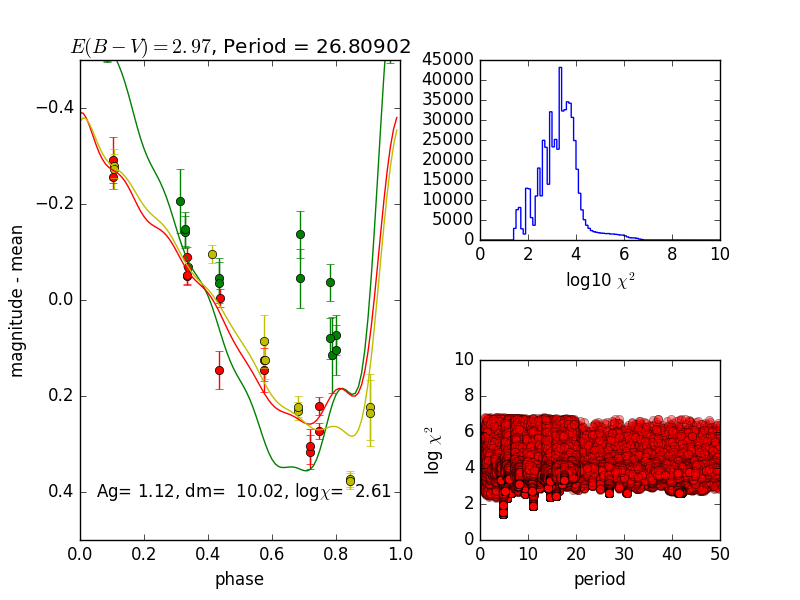 E(B − V) = 2.97, Period = 26.80902
−0.4
−0.2
0.0
0.2
0.4
magnitude - mean
Ag= 1.12, dm= 10.02, logχ= 2.61
0.0 0.2 0.4 0.6 0.8 1.0
phase
45000
40000
35000
30000
25000
20000
15000
10000
5000
0
0 2 4 6 8 10
log10 χ²
10
8
6
4
2
0
log χ²
0 10 20 30 40 50
period